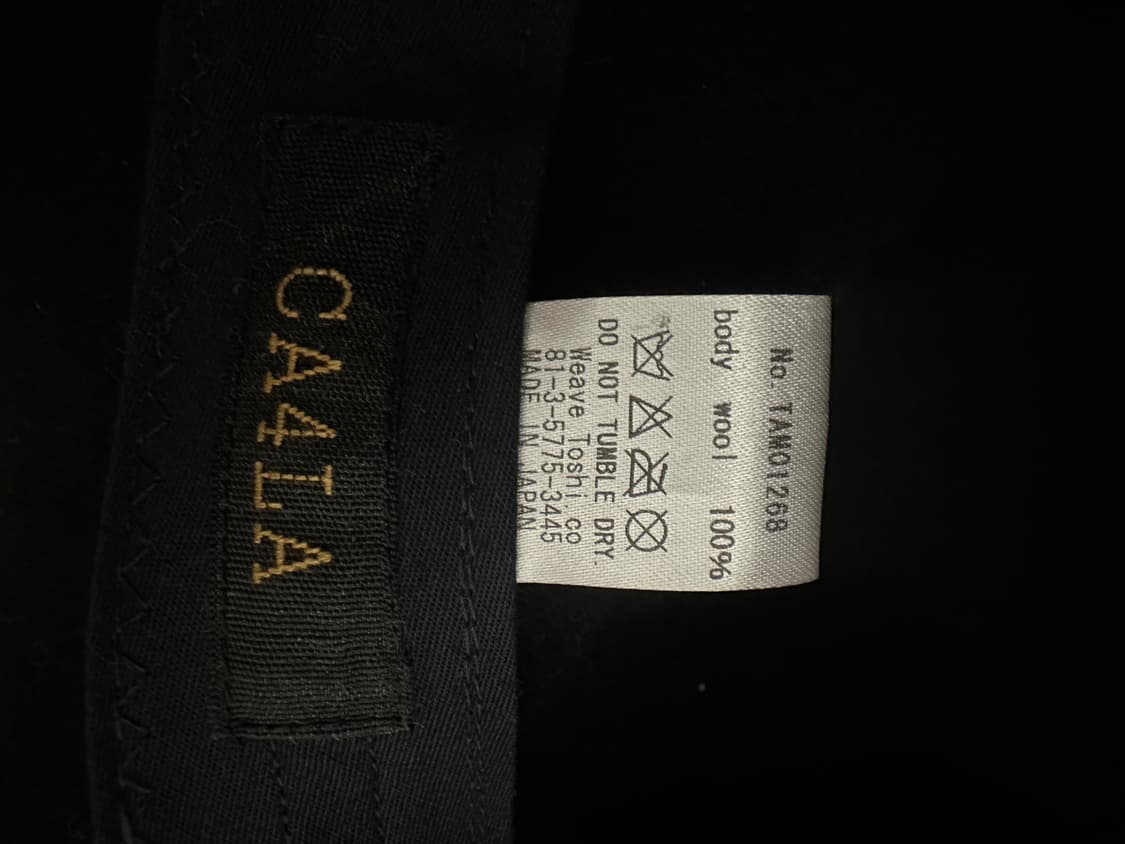 CA4LA
No. TAM01268
body wool 100%
DO NOT TUMBLE DRY.
Weave Toshi co
81-3-5775-3445
MADE IN JAPAN